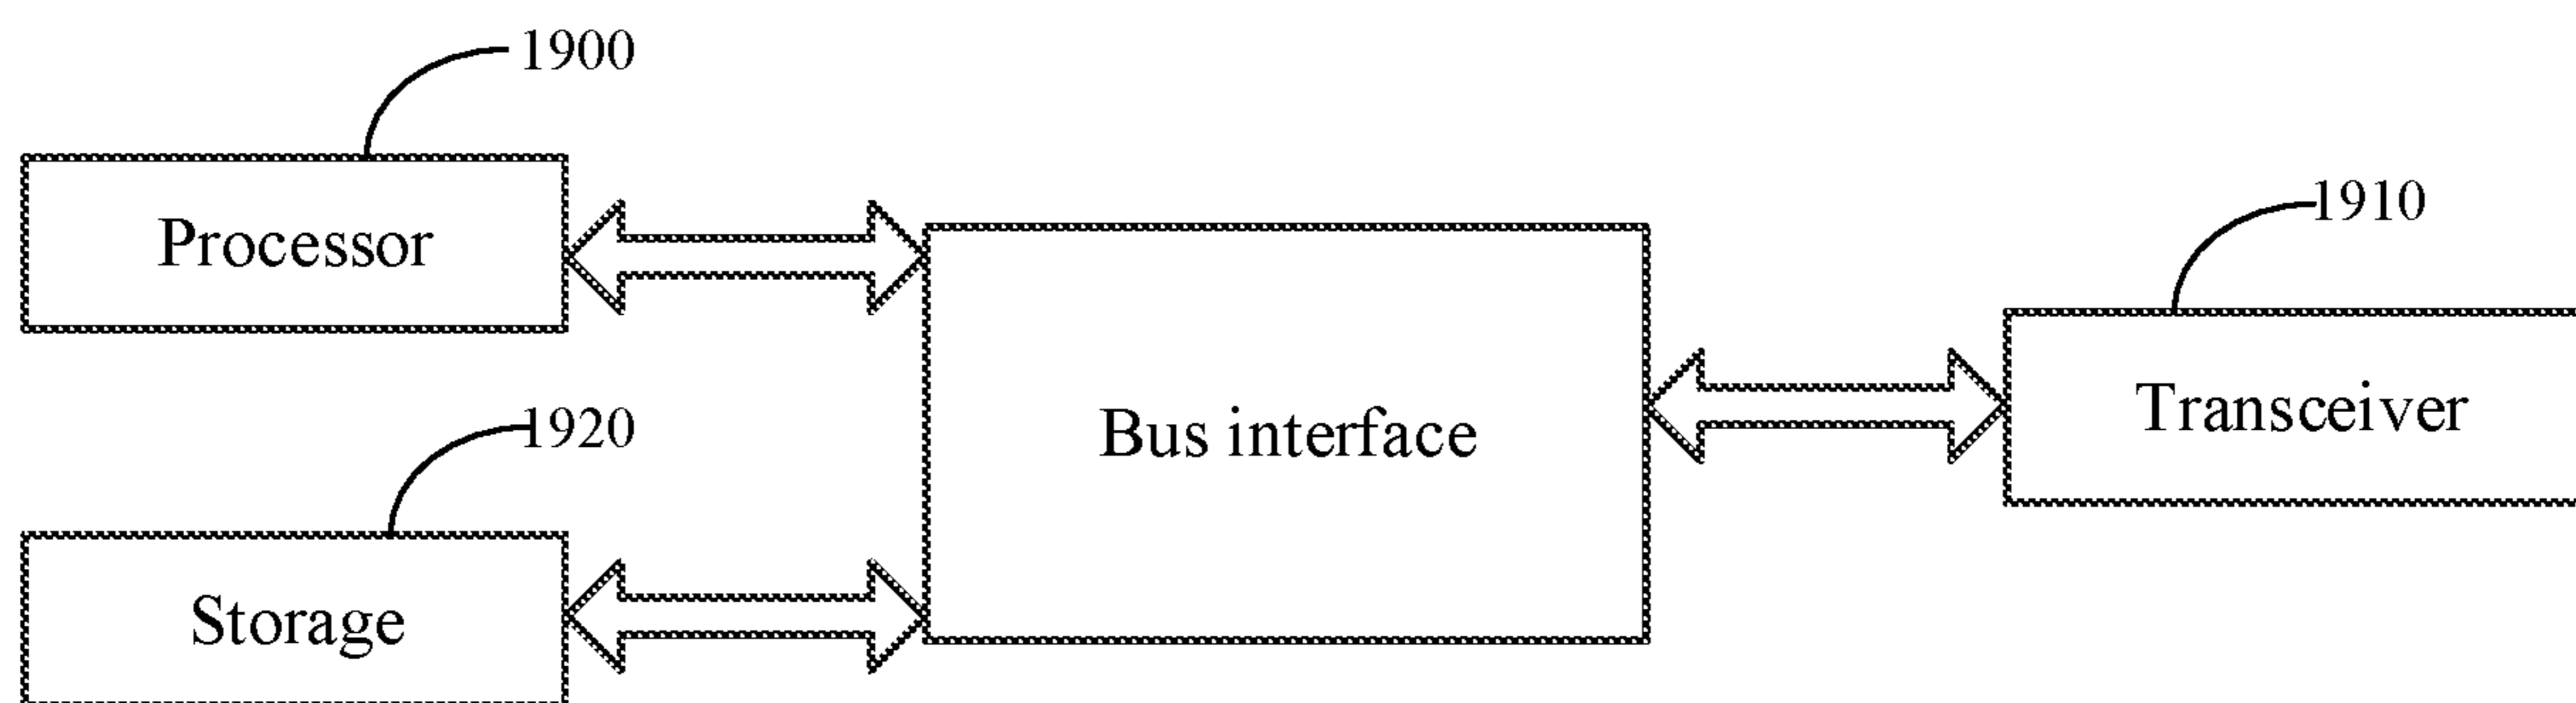 1900
Processor
1910
Bus interface
Transceiver
1920
Storage